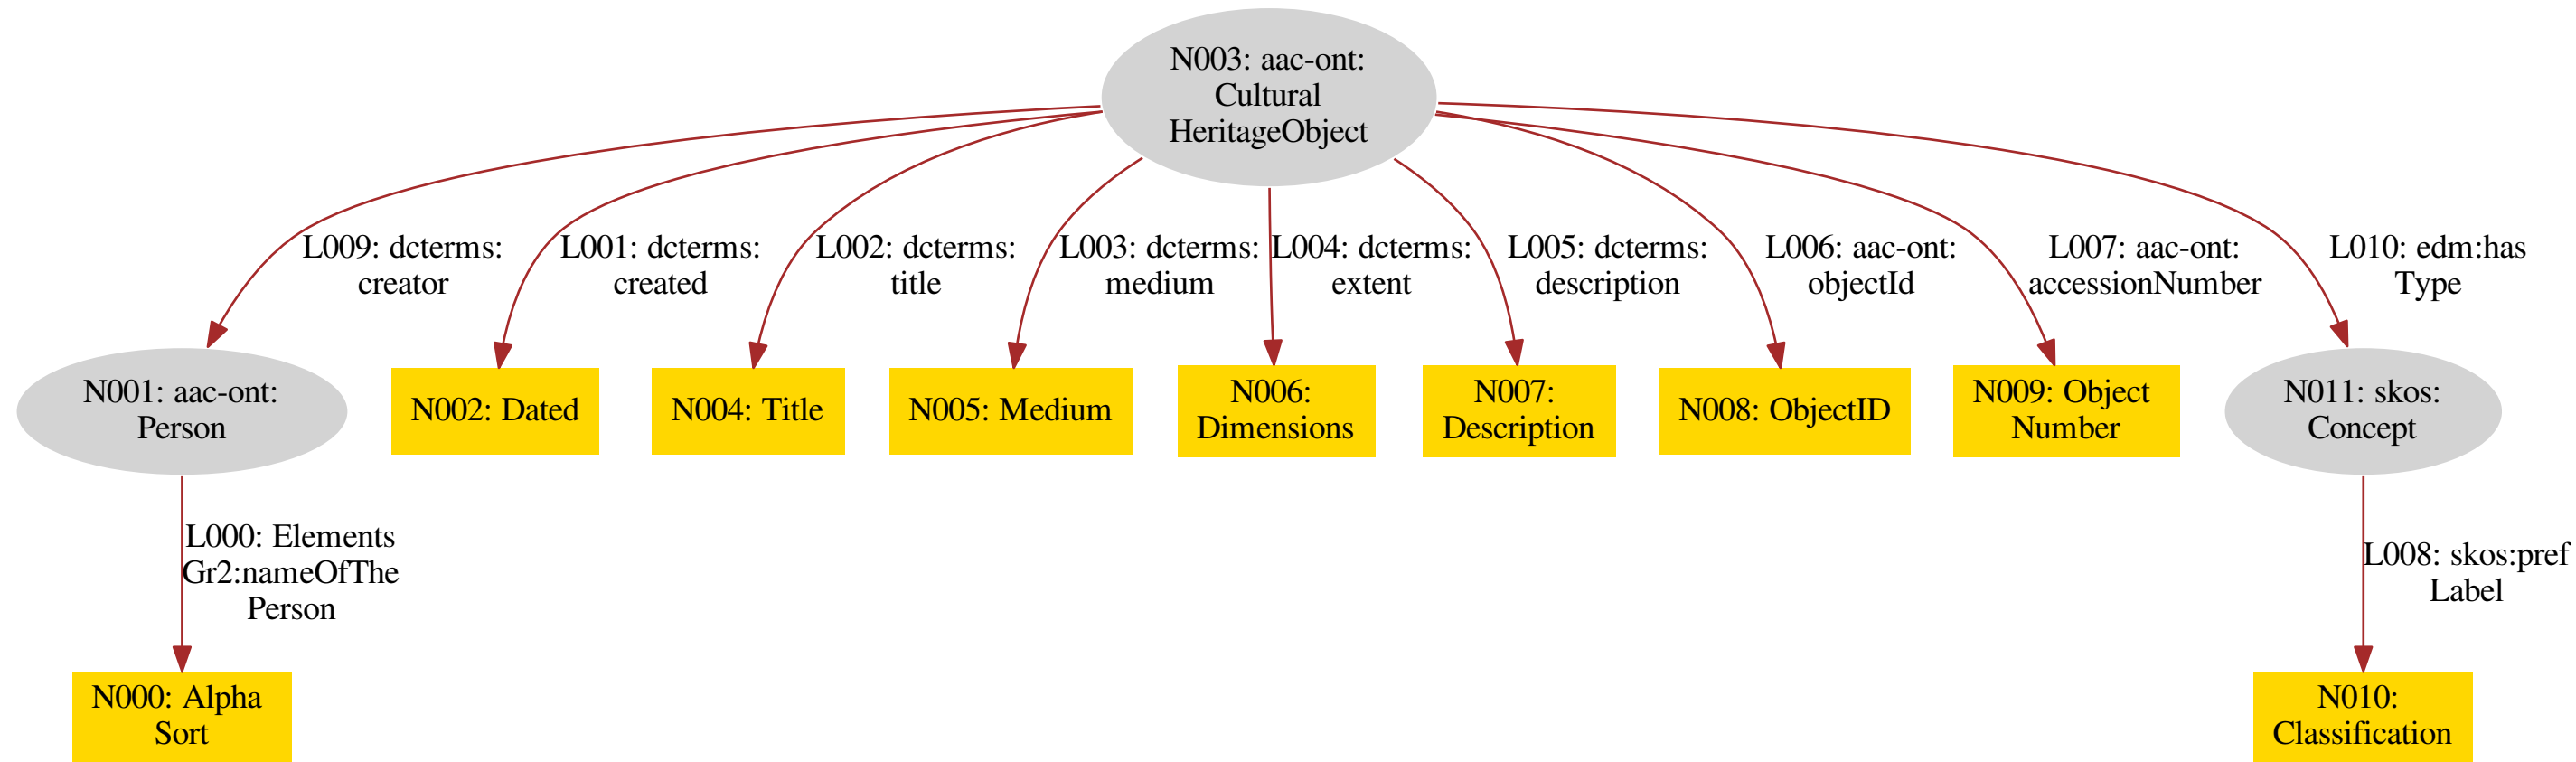 N003: aac-ont:
Cultural
HeritageObject
L009: dcterms:
creator
L001: dcterms:
created
L002: dcterms:
title
L003: dcterms:
medium
L004: dcterms:
extent
L005: dcterms:
description
L006: aac-ont:
objectId
L007: aac-ont:
accessionNumber
L010: edm:has
Type
N001: aac-ont:
Person
N002: Dated
N004: Title
N005: Medium
N006:
Dimensions
N007:
Description
N008: ObjectID
N009: Object
Number
N011: skos:
Concept
L000: Elements
Gr2:nameOfThe
Person
L008: skos:pref
Label
N000: Alpha
Sort
N010:
Classification